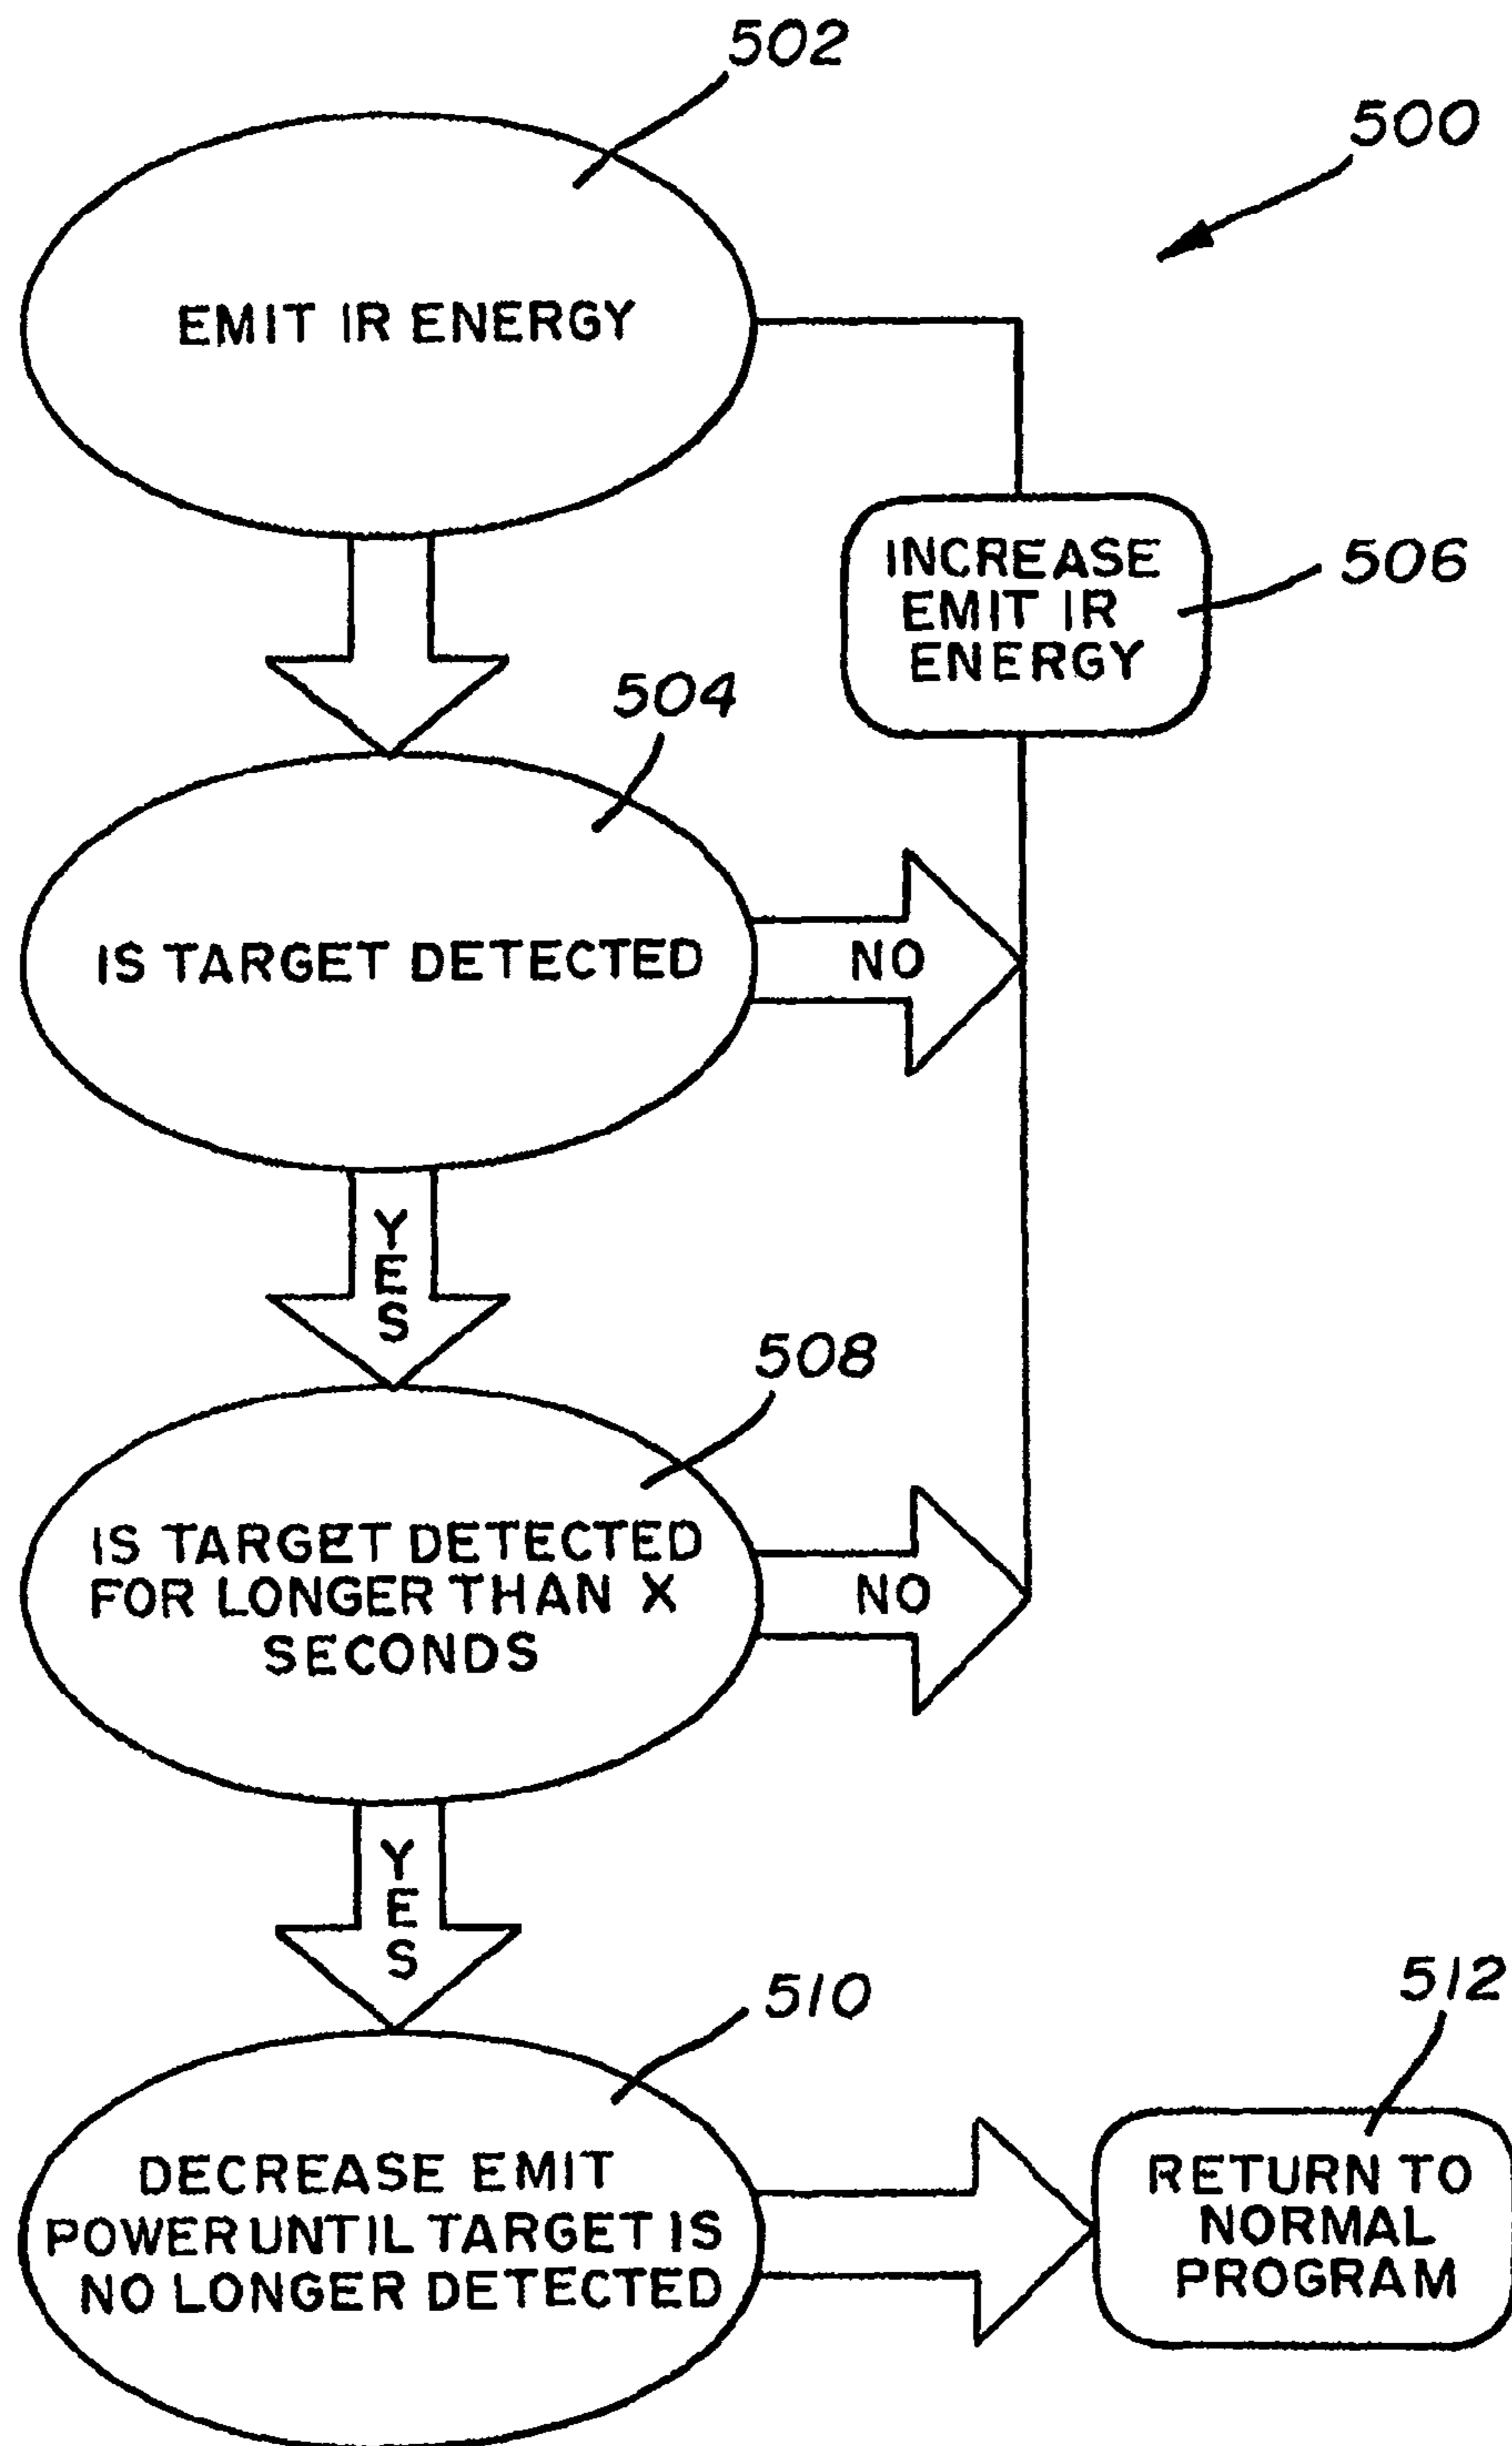 502
500
EMIT IR ENERGY
INCREASE
EMIT IR
ENERGY
506
504
IS TARGET DETECTED
NO
YES
508
IS TARGET DETECTED
FOR LONGER THAN X
SECONDS
NO
YES
510
512
DECREASE EMIT
POWER UNTIL TARGET IS
NO LONGER DETECTED
RETURN TO
NORMAL
PROGRAM